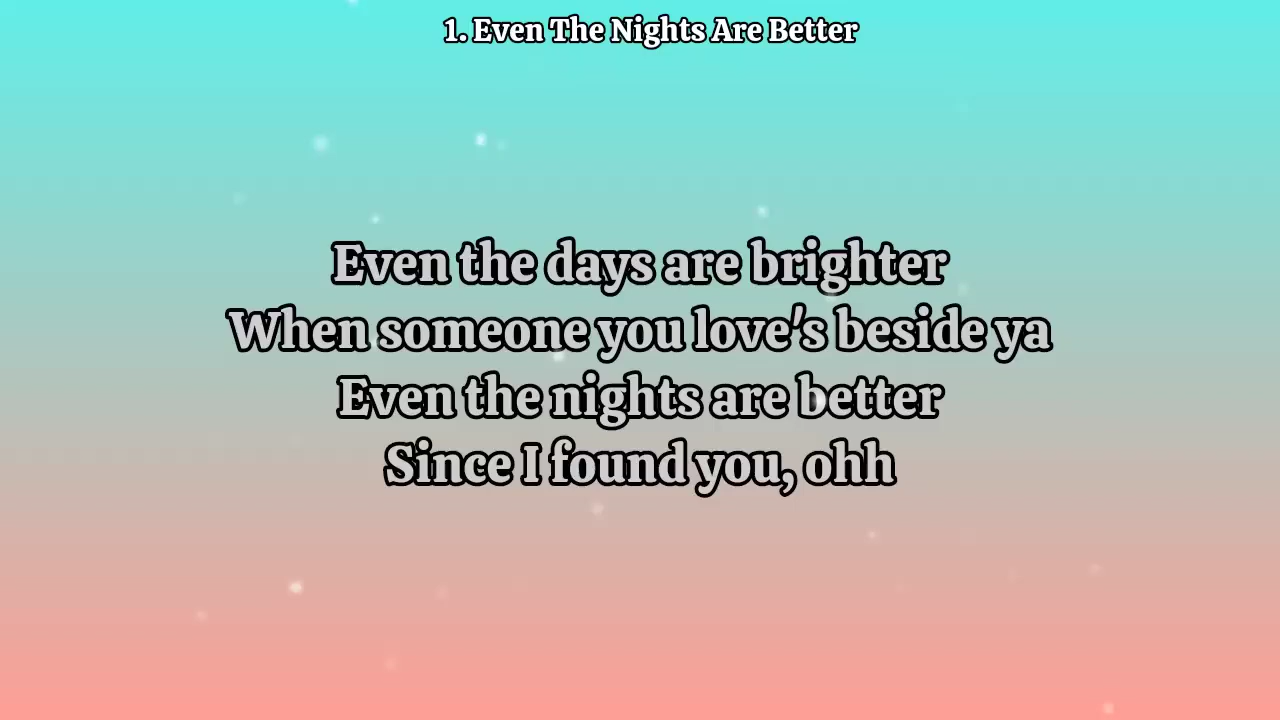 1. Even The Nights Are Better
Even the days are brighter
When someone you love's beside ya
Even the nights are better
Since I found you, ohh